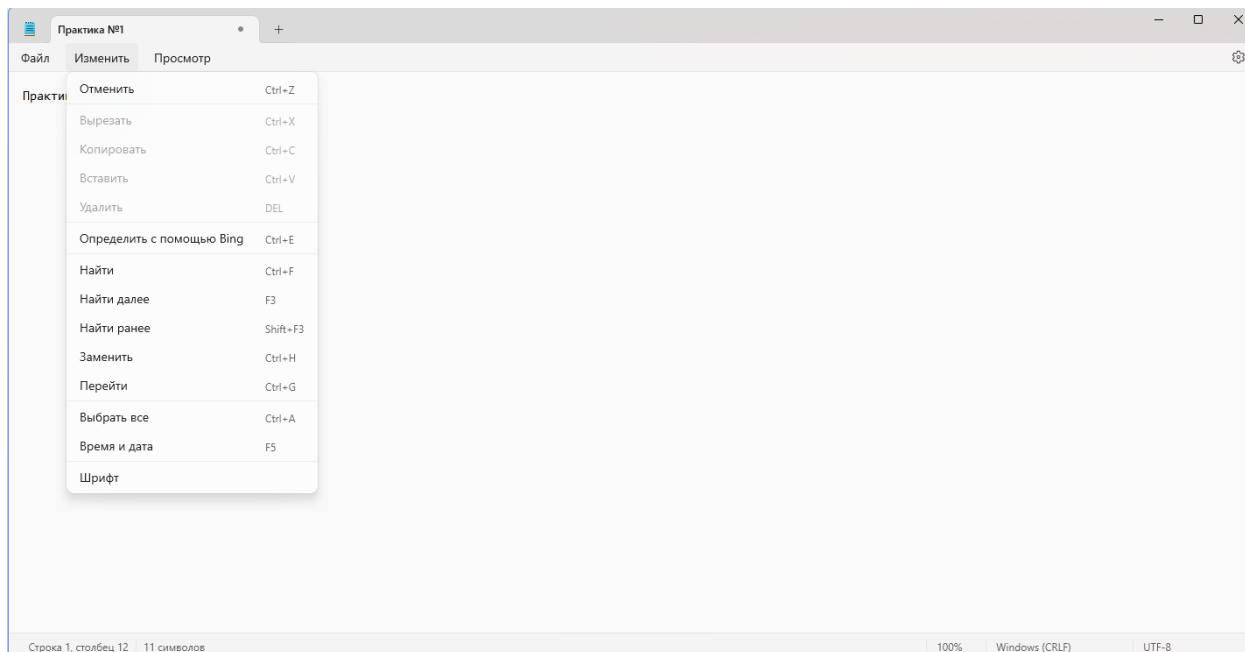 Практика №1
Файл Изменить Просмотр
Отменить Ctrl+Z
Вырезать Ctrl+X
Копировать Ctrl+C
Вставить Ctrl+V
Удалить DEL
Определить с помощью Bing Ctrl+E
Найти Ctrl+F
Найти далее F3
Найти ранее Shift+F3
Заменить Ctrl+H
Перейти Ctrl+G
Выбрать все Ctrl+A
Время и дата F5
Шрифт
Строка 1, столбец 12 11 символов 100% Windows (CRLF) UTF-8